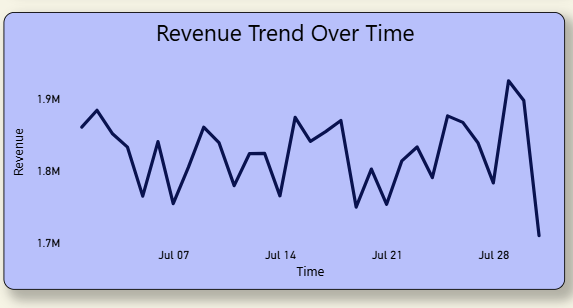 Revenue Trend Over Time
1.9M
1.8M
1.7M
Revenue
Jul 07 Jul 14 Jul 21 Jul 28
Time